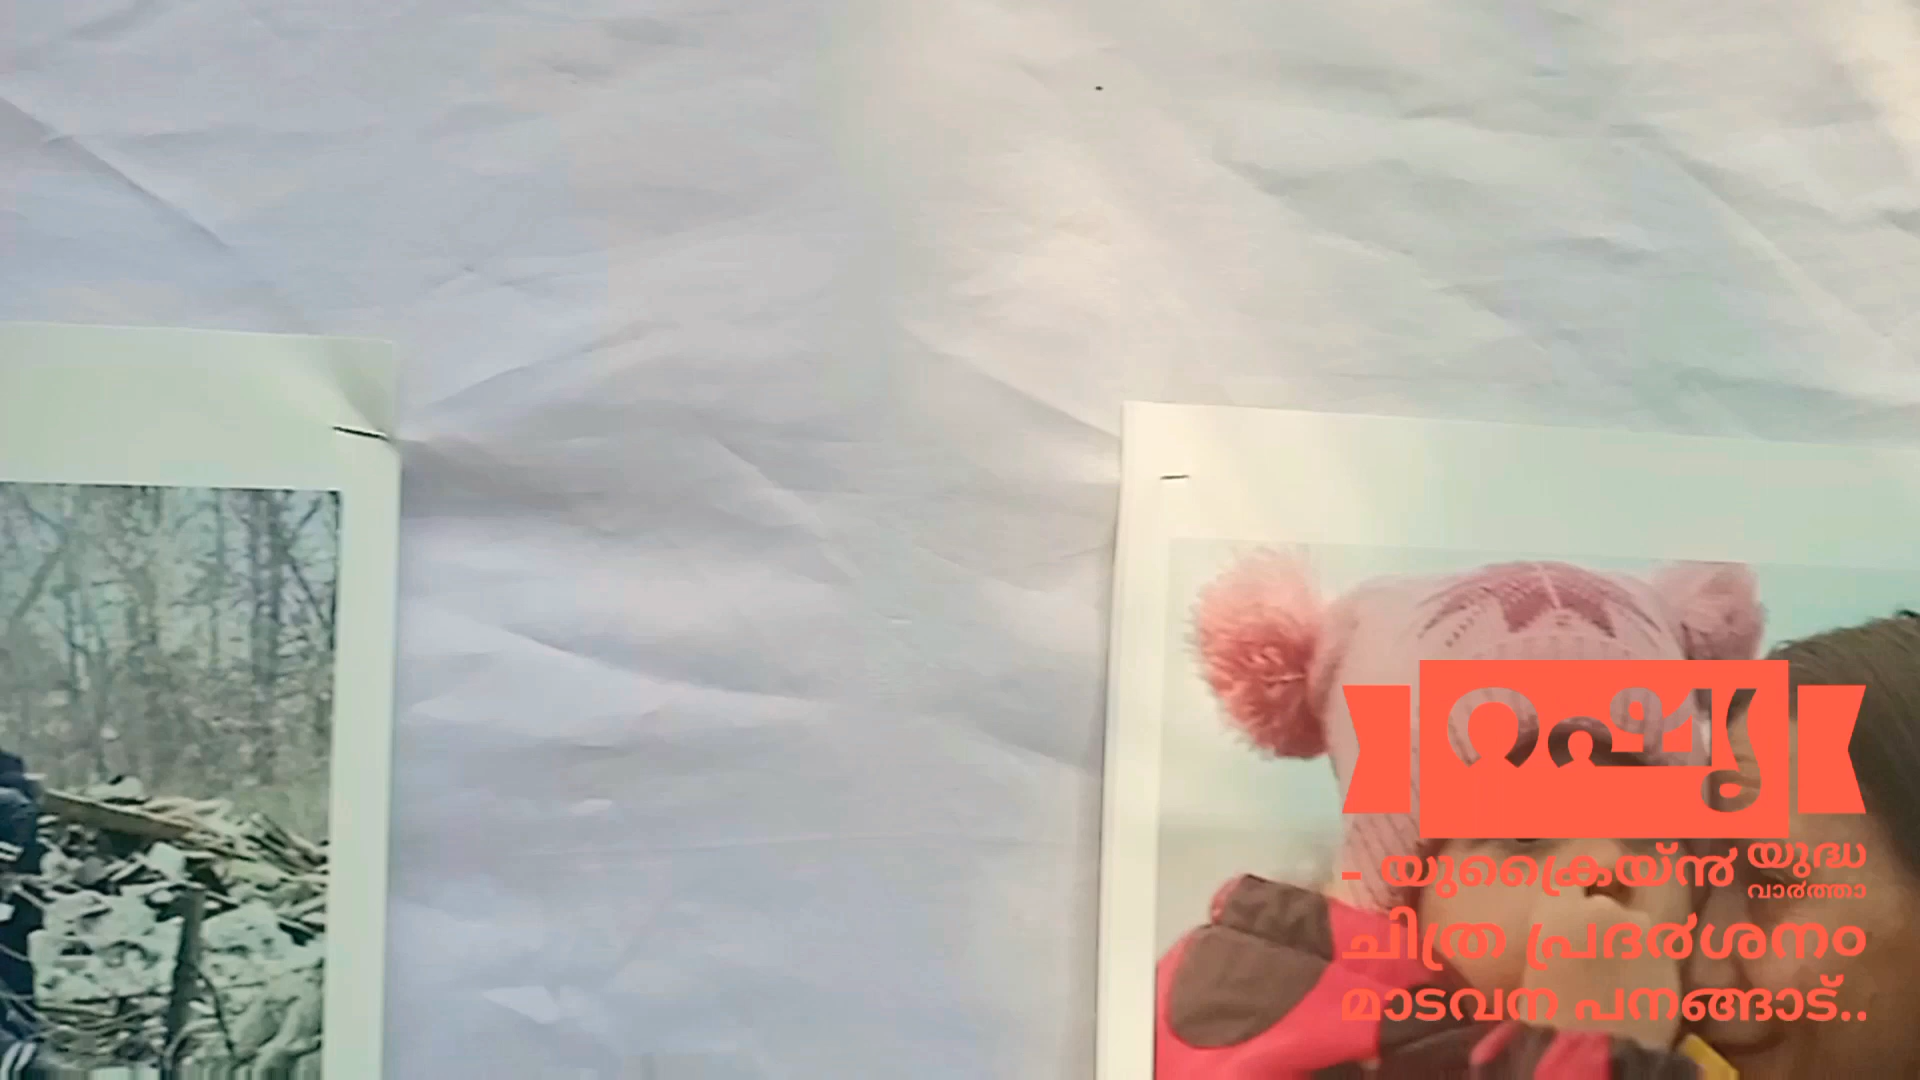 റഷ്യ
- യുക്രൈയ്ൻ യുദ്ധ വാർത്താ
ചിത്ര പ്രദർശനം
മാടവന പനങ്ങാട്..